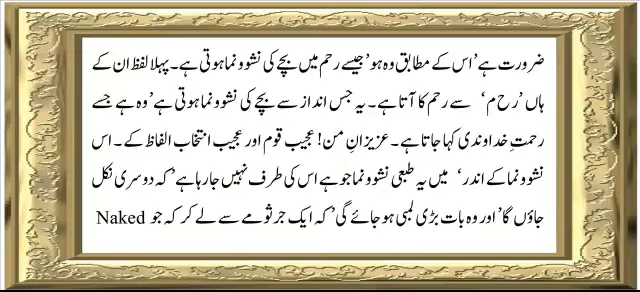 ضرورت ہے’ اس کے مطابق وہ ہو‘ جیسے رحم میں بچے کی نشوونما ہوتی ہے۔ پہلا لفظ ان کے
ہاں ’رح م‘ سے رحم کا آتا ہے۔ یہ جس انداز سے بچے کی نشوونما ہوتی ہے’ وہ ہے جسے
رحمتِ خداوندی کہا جاتا ہے۔ عزیزانِ من! عجیب قوم اور عجیب انتخاب الفاظ کے۔ اس
نشوونما کے اندر‘ میں یہ طبعی نشوونما جو ہے اس کی طرف نہیں جا رہا ہے’ کہ دوسری نکل
جاؤں گا’ اور وہ بات بڑی لمبی ہو جائے گی’ کہ ایک جرثومے سے لے کر کہ جو Naked